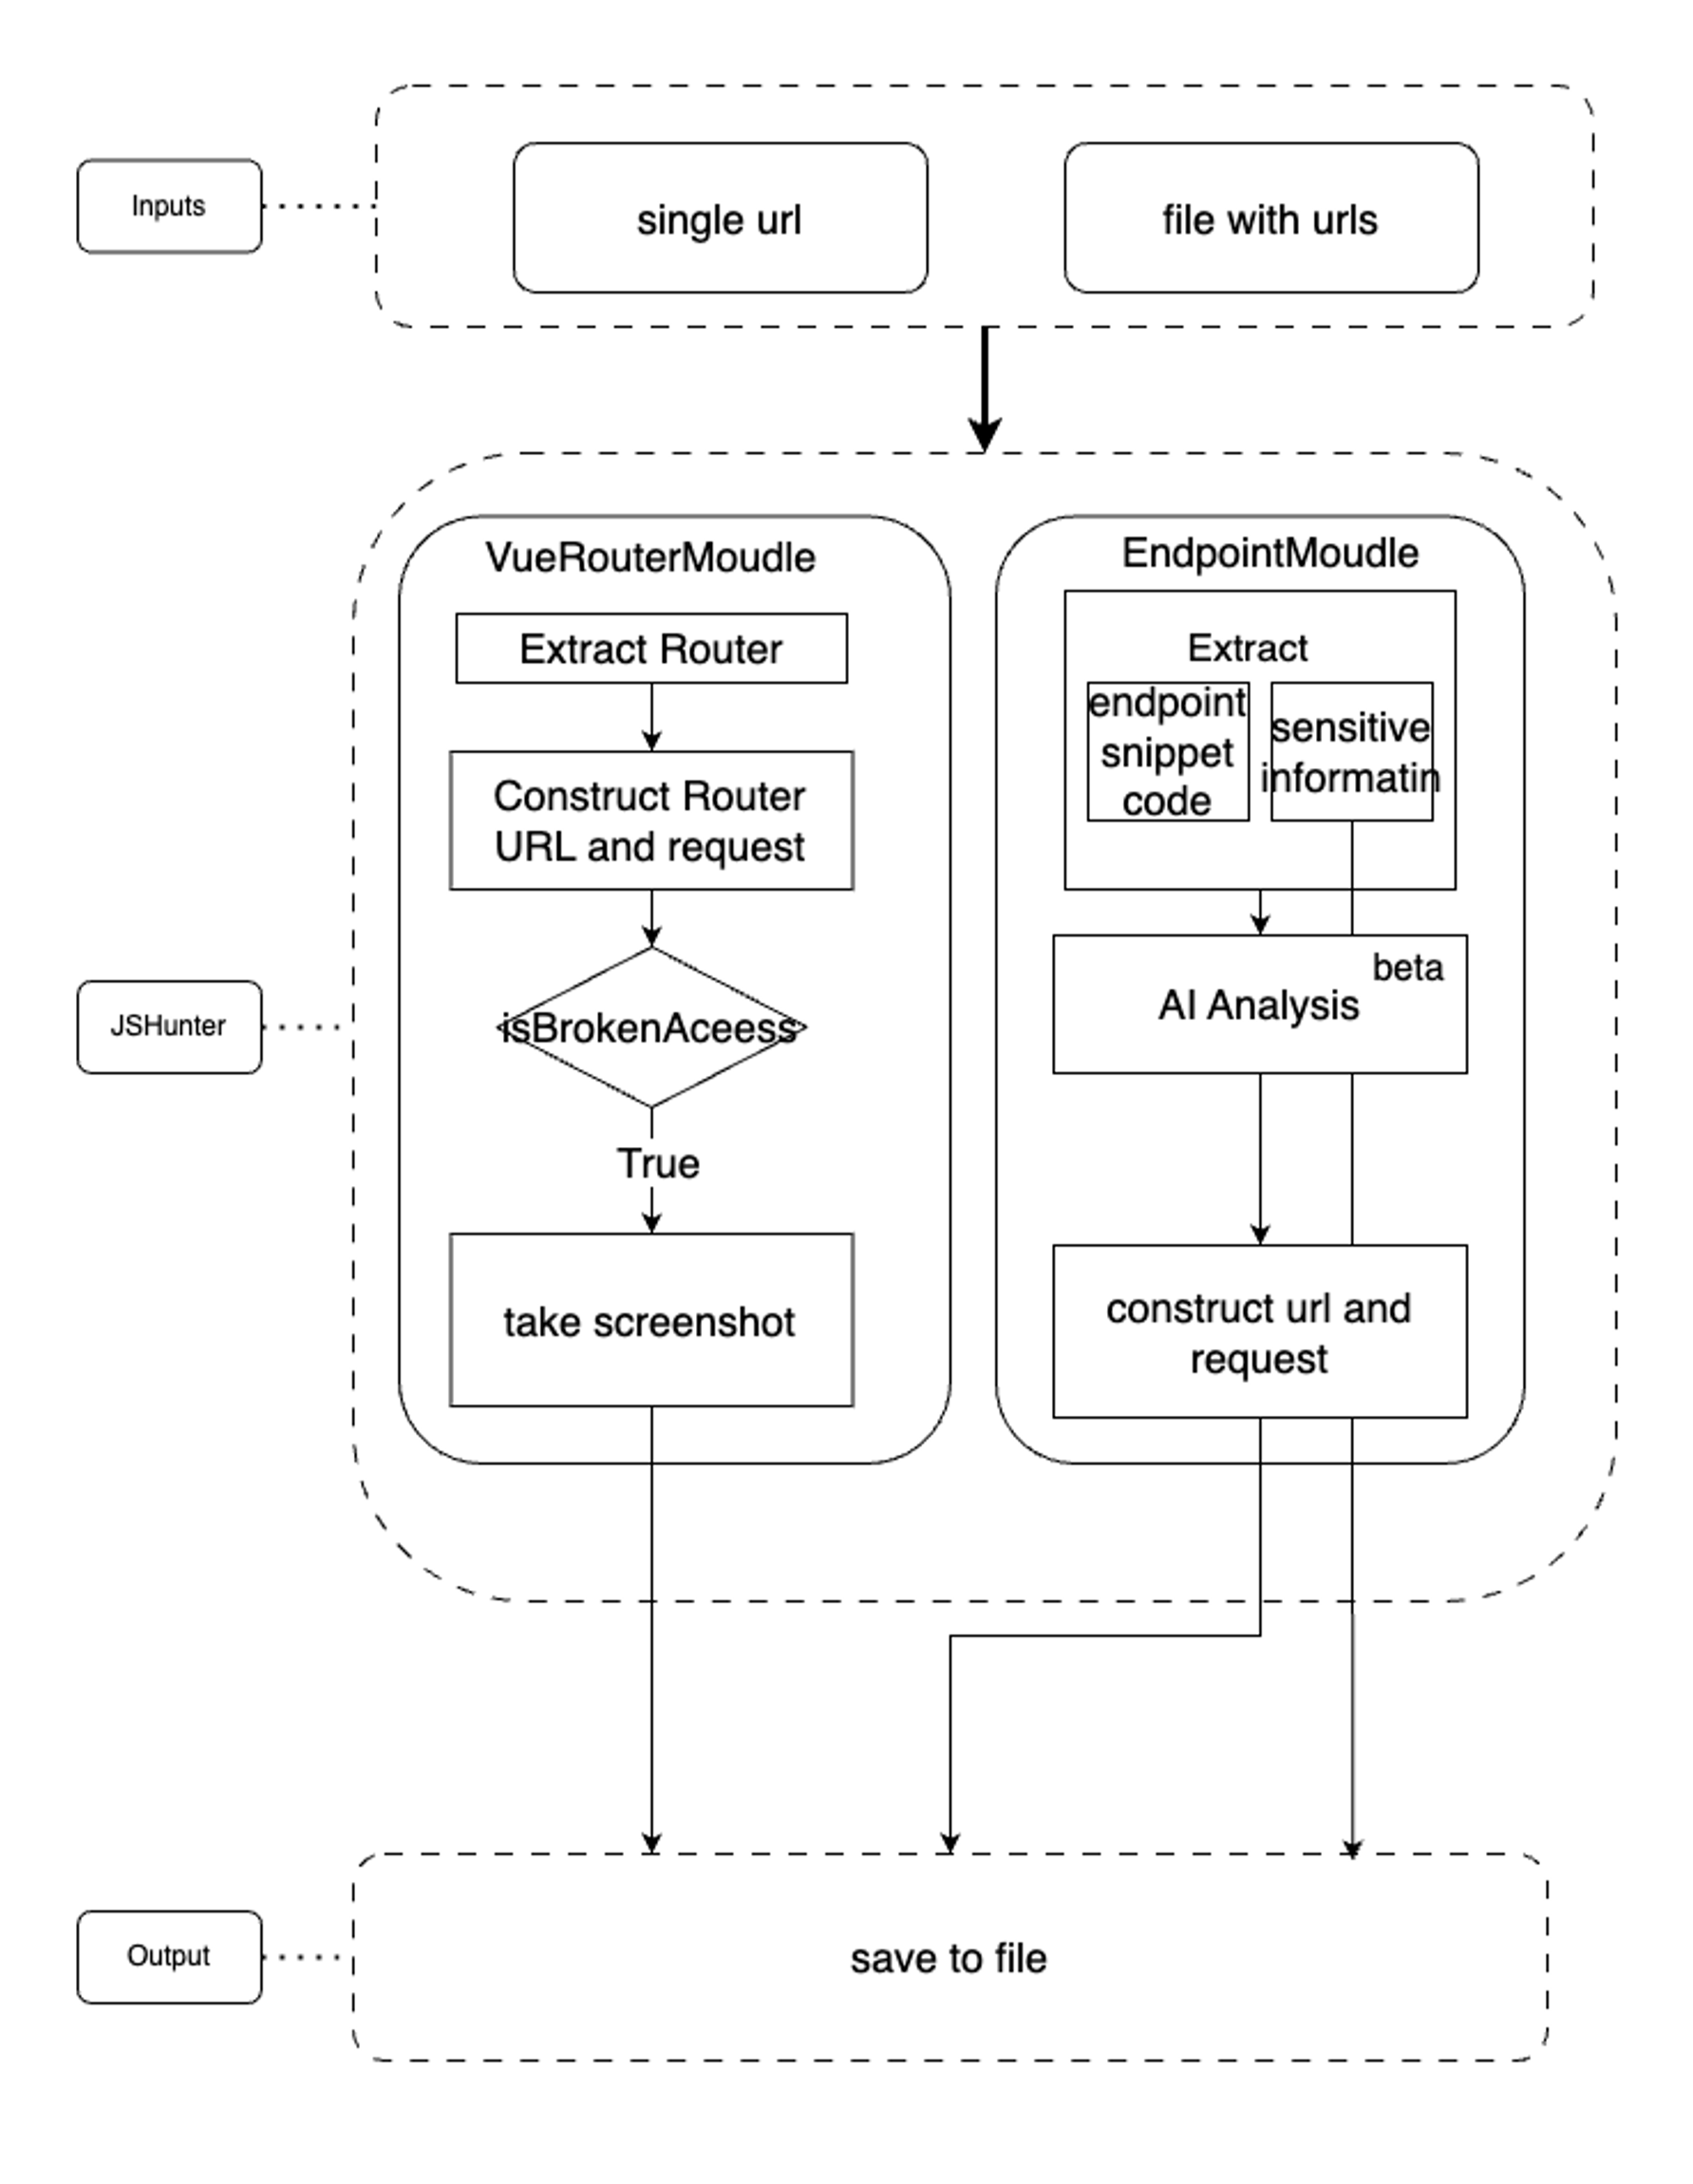 Inputs
single url
file with urls
VueRouterMoudle
Extract Router
Construct Router
URL and request
isBrokenAceess
True
take screenshot
EndpointMoudle
Extract
endpoint
snippet
code
sensitive
informatin
beta
AI Analysis
construct url and
request
JSHunter
Output
save to file